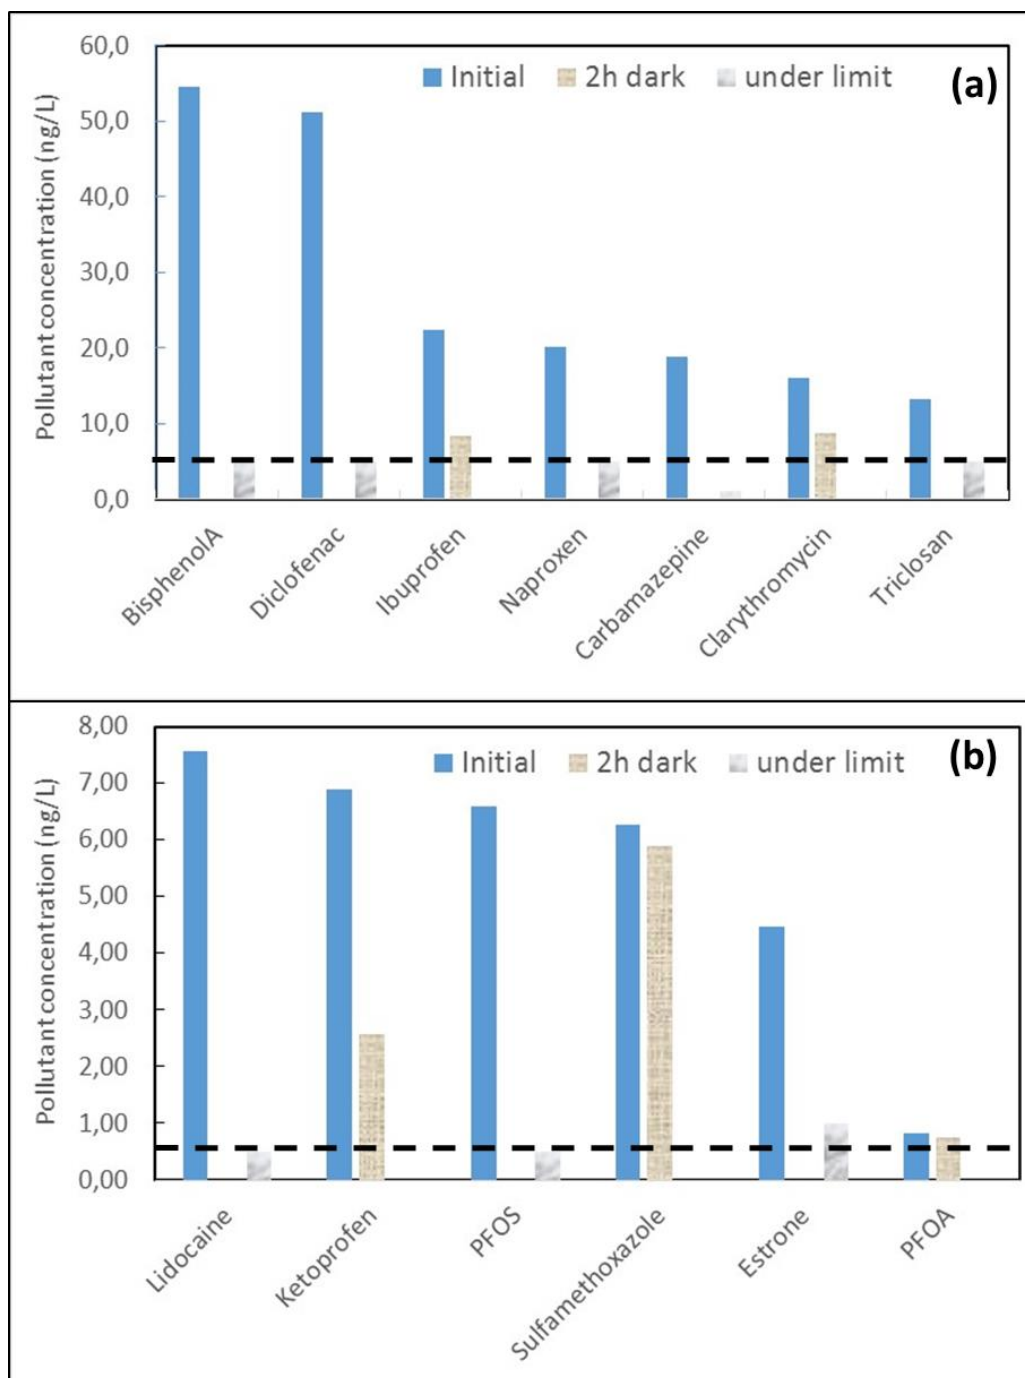 60,0
Initial 2h dark under limit (a)
50,0
40,0
30,0
20,0
10,0
0,0
Pollutant concentration (ng/L)
BisphenolA
Diclofenac
Ibuprofen
Naproxen
Carbamazepine
Clarythromycin
Triclosan
8,00
Initial 2h dark under limit (b)
7,00
6,00
5,00
4,00
3,00
2,00
1,00
0,00
Pollutant concentration (ng/L)
Lidocaine
Ketoprofen
PFOS
Sulfamethoxazole
Estrone
PFOA